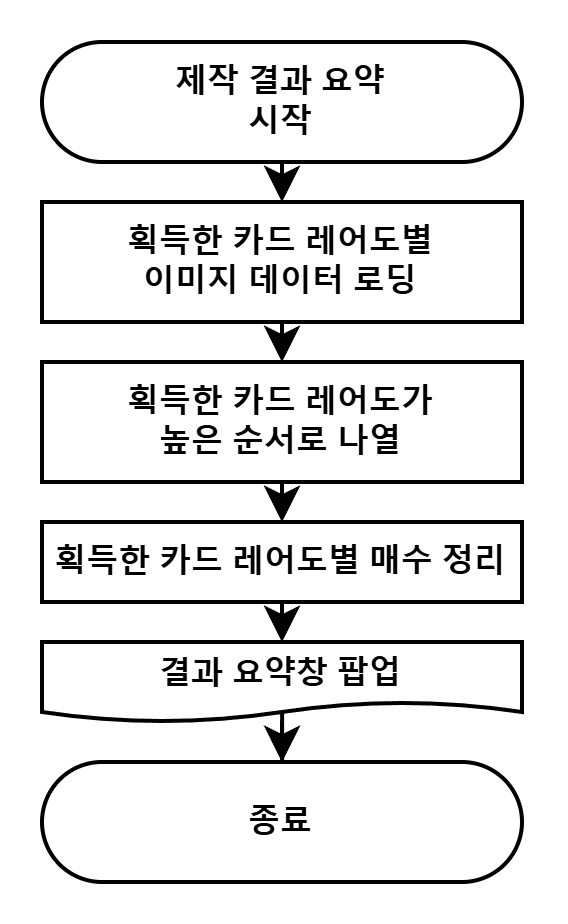 제작 결과 요약
시작
획득한 카드 레어도별
이미지 데이터 로딩
획득한 카드 레어도가
높은 순서로 나열
획득한 카드 레어도별 매수 정리
결과 요약창 팝업
종료